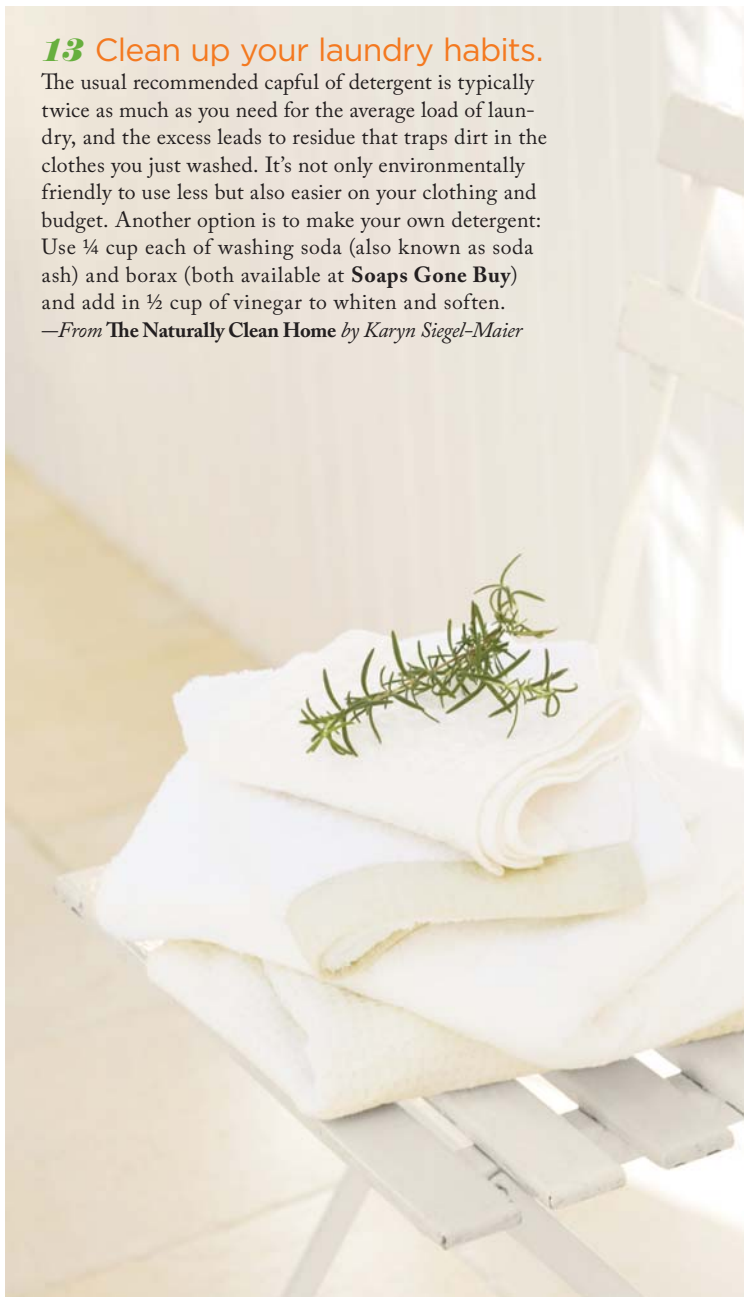 13 Clean up your laundry habits.
The usual recommended capful of detergent is typically
twice as much as you need for the average load of laun-
dry, and the excess leads to residue that traps dirt in the
clothes you just washed. It’s not only environmentally
friendly to use less but also easier on your clothing and
budget. Another option is to make your own detergent:
Use ¼ cup each of washing soda (also known as soda
ash) and borax (both available at Soaps Gone Buy)
and add in ½ cup of vinegar to whiten and soften.
—From The Naturally Clean Home by Karyn Siegel-Maier